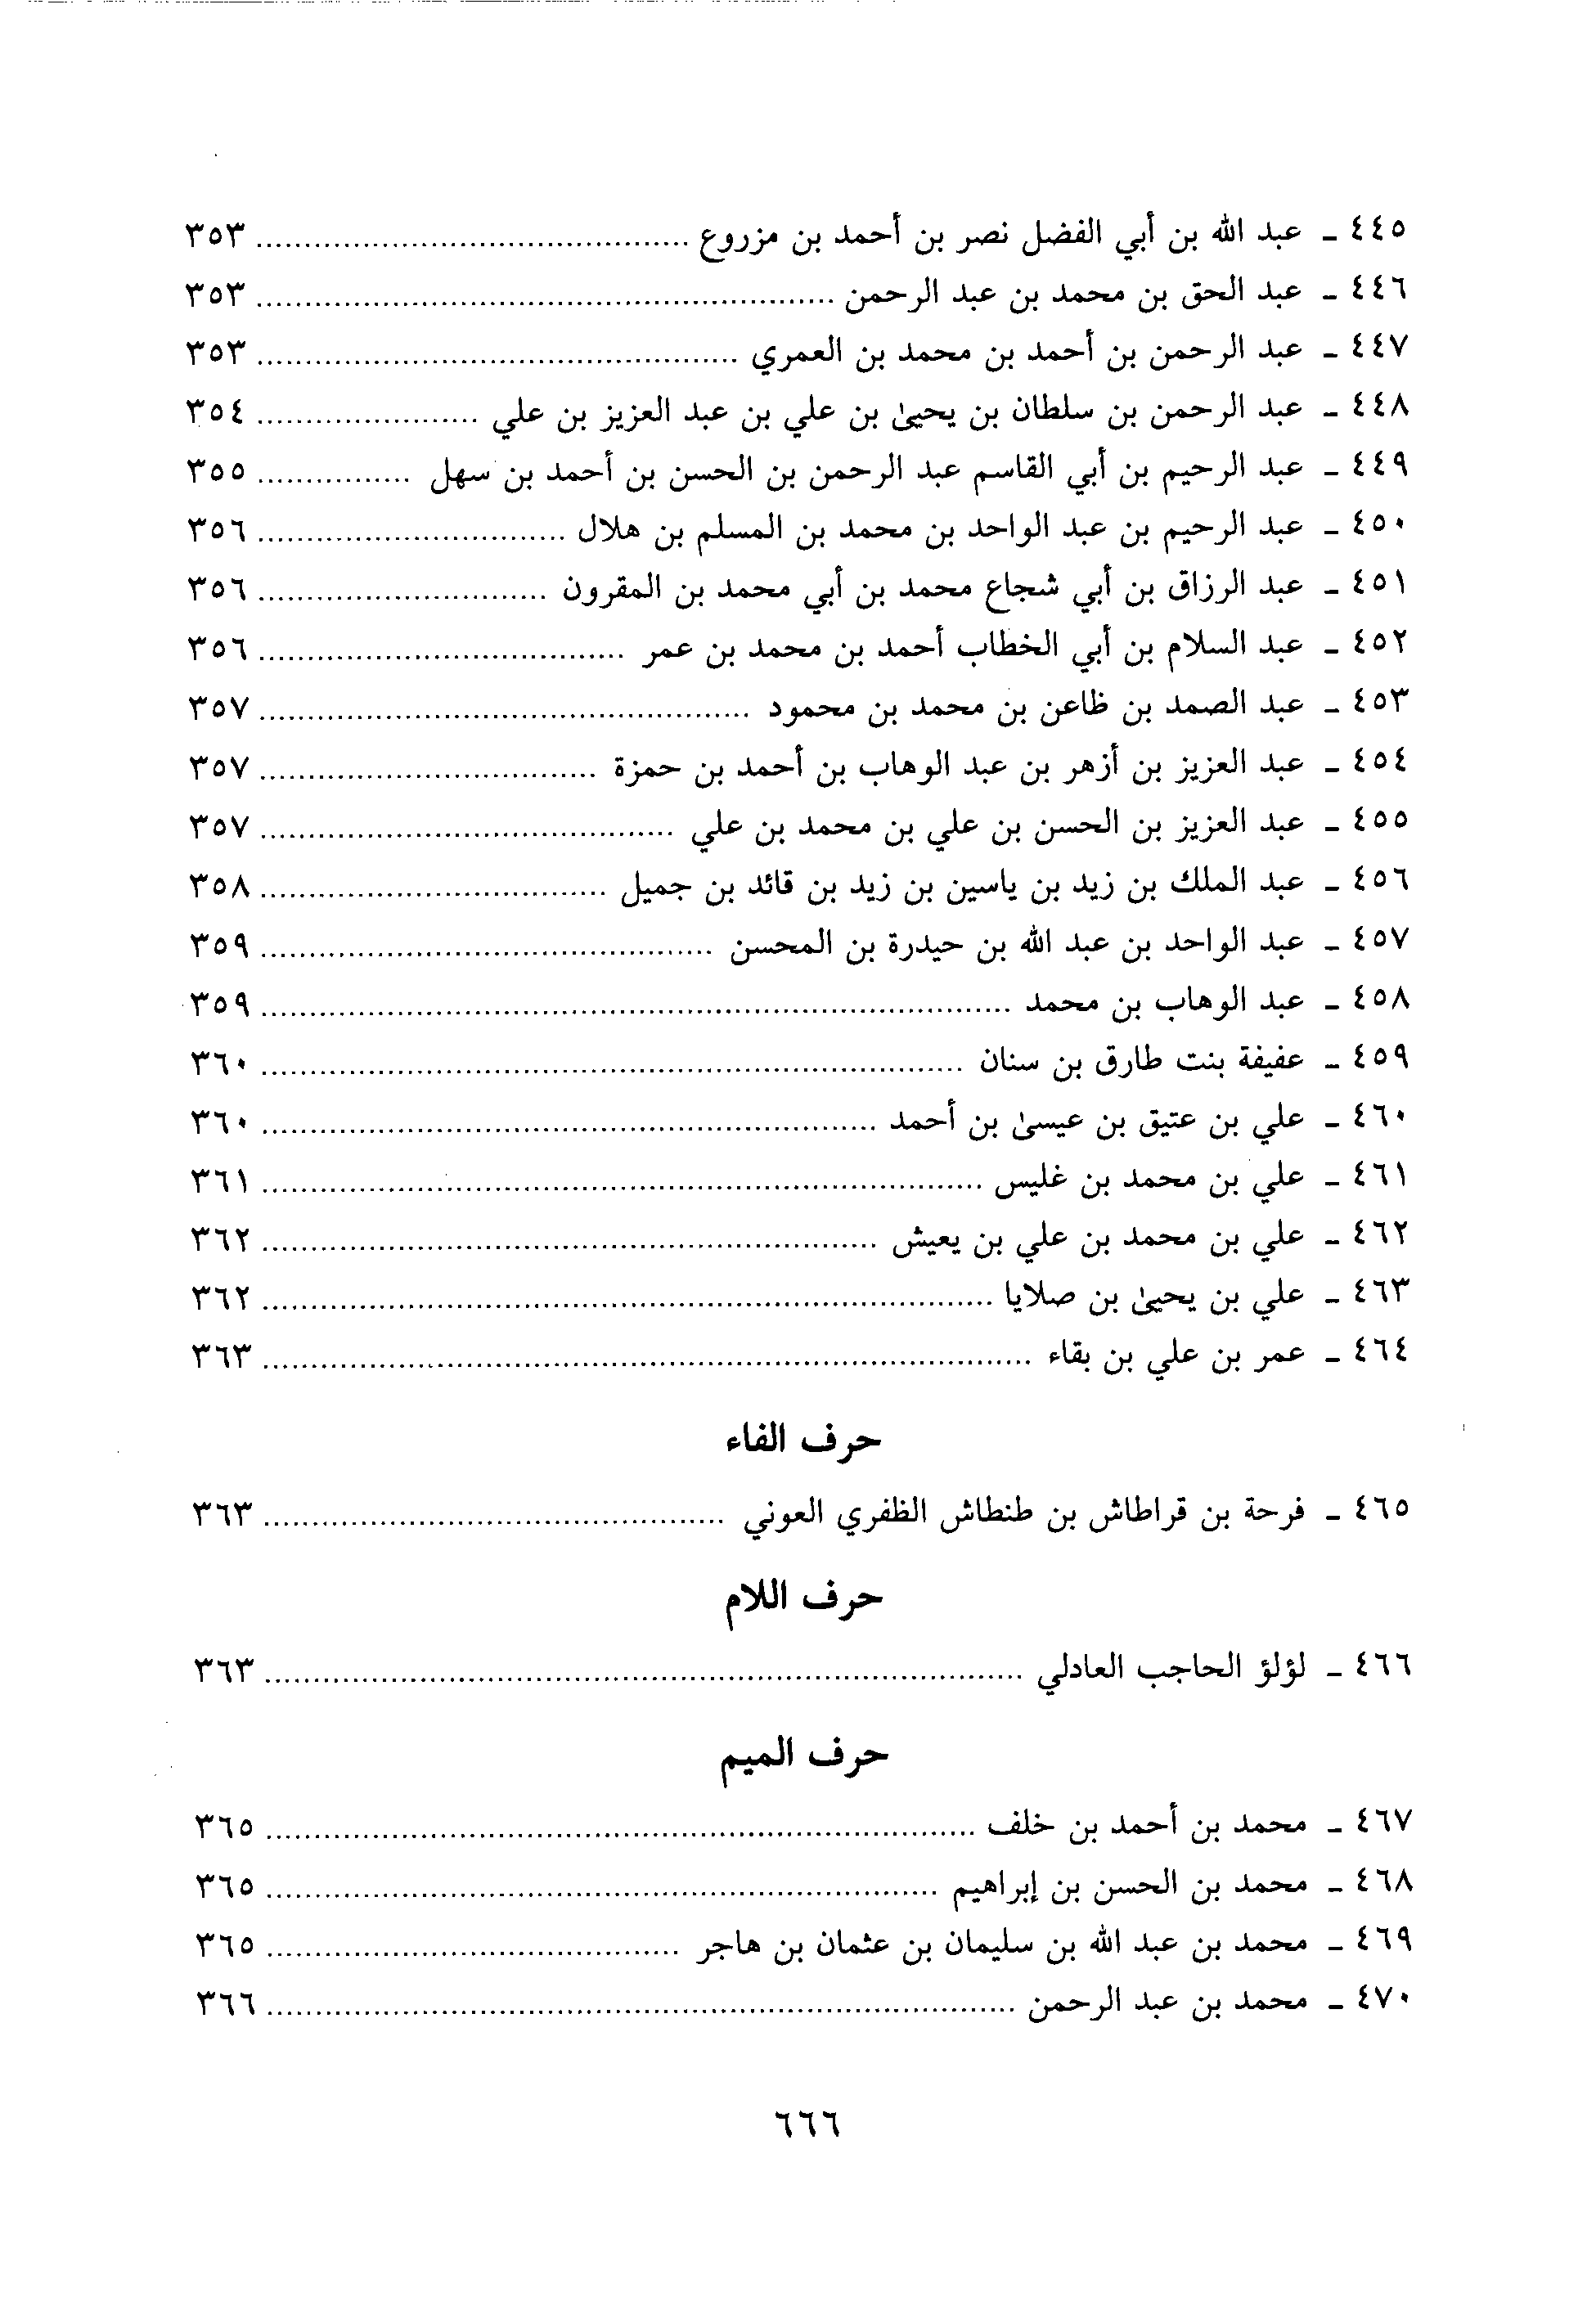 ٤٤٥ ـ عبد الله بن أبي الفضل نصر بن أحمد بن مزروع ........ ٣٥٣
٤٤٦ ـ عبد الحق بن محمد بن عبد الرحمن ........ ٣٥٣
٤٤٧ ـ عبد الرحمن بن أحمد بن محمد بن العمري ........ ٣٥٣
٤٤٨ ـ عبد الرحمن بن سلطان بن يحيىٰ بن علي بن عبد العزيز بن علي ........ ٣٥٤
٤٤٩ ـ عبد الرحيم بن أبي القاسم عبد الرحمن بن الحسن بن أحمد بن سهل ........ ٣٥٥
٤٥٠ ـ عبد الرحيم بن عبد الواحد بن محمد بن المسلم بن هلال ........ ٣٥٦
٤٥١ ـ عبد الرزاق بن أبي شجاع محمد بن أبي محمد بن المقرون ........ ٣٥٦
٤٥٢ ـ عبد السلام بن أبي الخطاب أحمد بن محمد بن عمر ........ ٣٥٦
٤٥٣ ـ عبد الصمد بن ظاعن بن محمد بن محمود ........ ٣٥٧
٤٥٤ ـ عبد العزيز بن أزهر بن عبد الوهاب بن أحمد بن حمزة ........ ٣٥٧
٤٥٥ ـ عبد العزيز بن الحسن بن علي بن محمد بن علي ........ ٣٥٧
٤٥٦ ـ عبد الملك بن زيد بن ياسين بن زيد بن قائد بن جميل ........ ٣٥٨
٤٥٧ ـ عبد الواحد بن عبد الله بن حيدرة بن المحسن ........ ٣٥٩
٤٥٨ ـ عبد الوهاب بن محمد ........ ٣٥٩
٤٥٩ ـ عفيفة بنت طارق بن سنان ........ ٣٦٠
٤٦٠ ـ علي بن عتيق بن عيسىٰ بن أحمد ........ ٣٦٠
٤٦١ ـ علي بن محمد بن غليس ........ ٣٦١
٤٦٢ ـ علي بن محمد بن علي بن يعيش ........ ٣٦٢
٤٦٣ ـ علي بن يحيىٰ بن صلايا ........ ٣٦٢
٤٦٤ ـ عمر بن علي بن بقاء ........ ٣٦٣
حرف الفاء
٤٦٥ ـ فرحة بن قراطاش بن طنطاش الظفري العوني ........ ٣٦٣
حرف اللام
٤٦٦ ـ لؤلؤ الحاجب العادلي ........ ٣٦٣
حرف الميم
٤٦٧ ـ محمد بن أحمد بن خلف ........ ٣٦٥
٤٦٨ ـ محمد بن الحسن بن إبراهيم ........ ٣٦٥
٤٦٩ ـ محمد بن عبد الله بن سليمان بن عثمان بن هاجر ........ ٣٦٥
٤٧٠ ـ محمد بن عبد الرحمن ........ ٣٦٦
٦٦٦